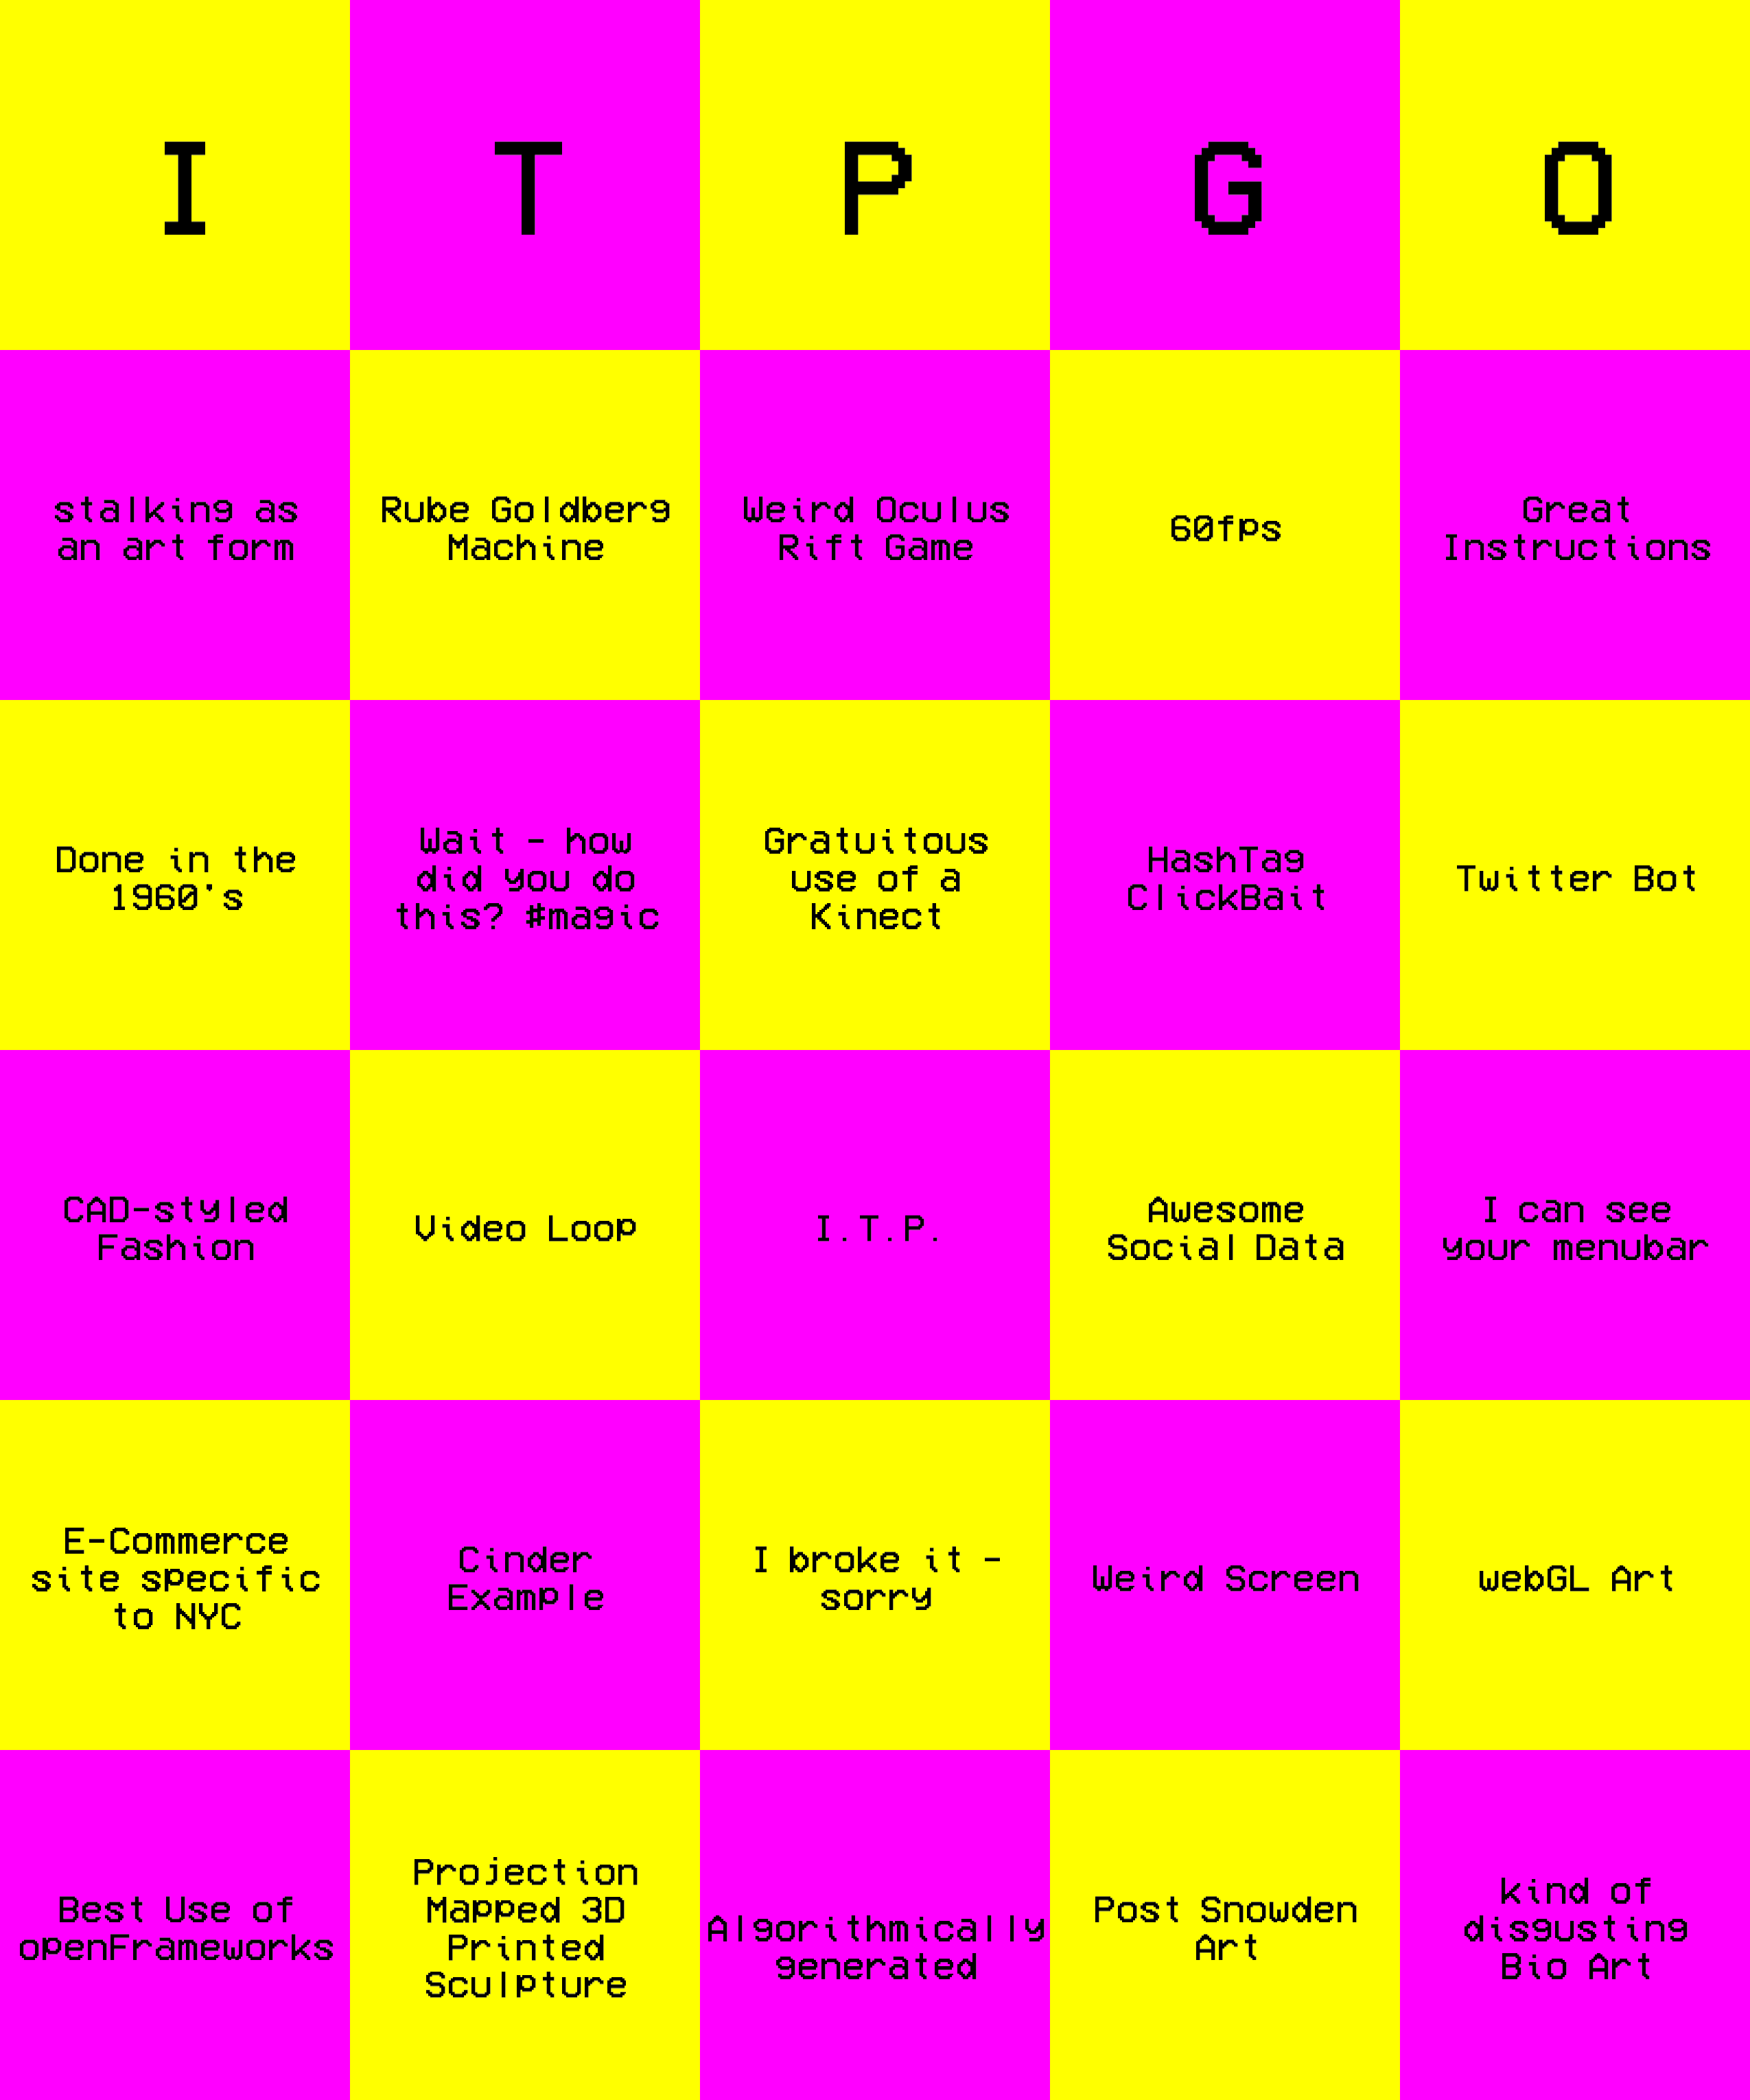 I T P G O
stalking as
an art form
Rube Goldberg
Machine
Weird Oculus
Rift Game
60fps
Great
Instructions
Done in the
1960's
Wait - how
did you do
this? #magic
Gratuitous
use of a
Kinect
HashTag
ClickBait
Twitter Bot
CAD-styled
Fashion
Video Loop
I.T.P.
Awesome
Social Data
I can see
your menubar
E-Commerce
site specific
to NYC
Cinder
Example
I broke it -
sorry
Weird Screen
webGL Art
Best Use of
openFrameworks
Projection
Mapped 3D
Printed
Sculpture
Algorithmically
generated
Post Snowden
Art
kind of
disgusting
Bio Art